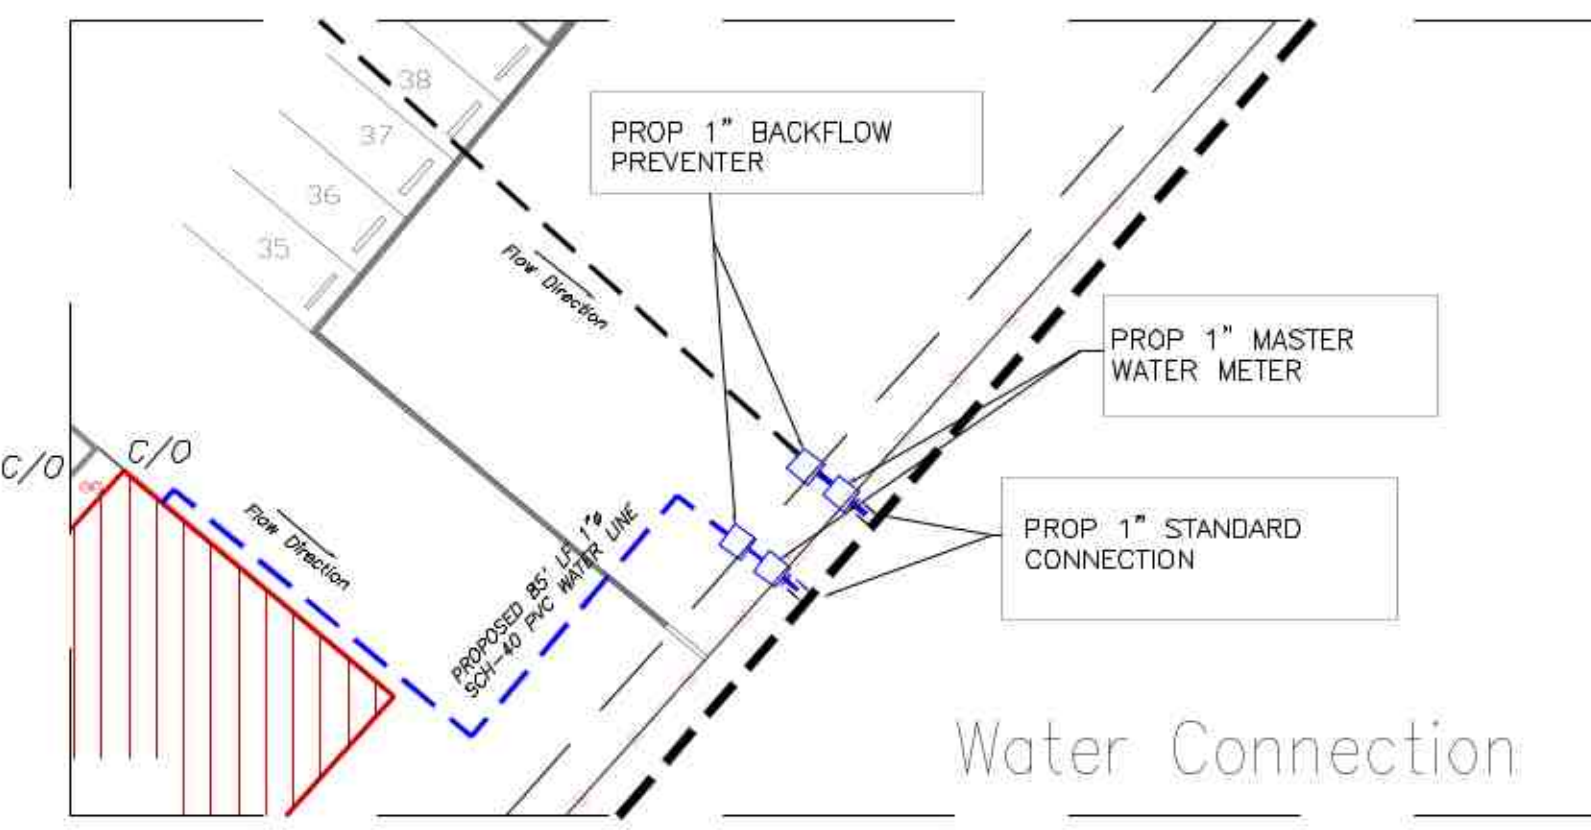 38
37
36
35
PROP 1" BACKFLOW
PREVENTER
Flow Direction
PROP 1" MASTER
WATER METER
C/O
C/O
Flow Direction
PROPOSED 85' LF 1"ø
SCH-40 PVC WATER LINE
PROP 1" STANDARD
CONNECTION
Water Connection